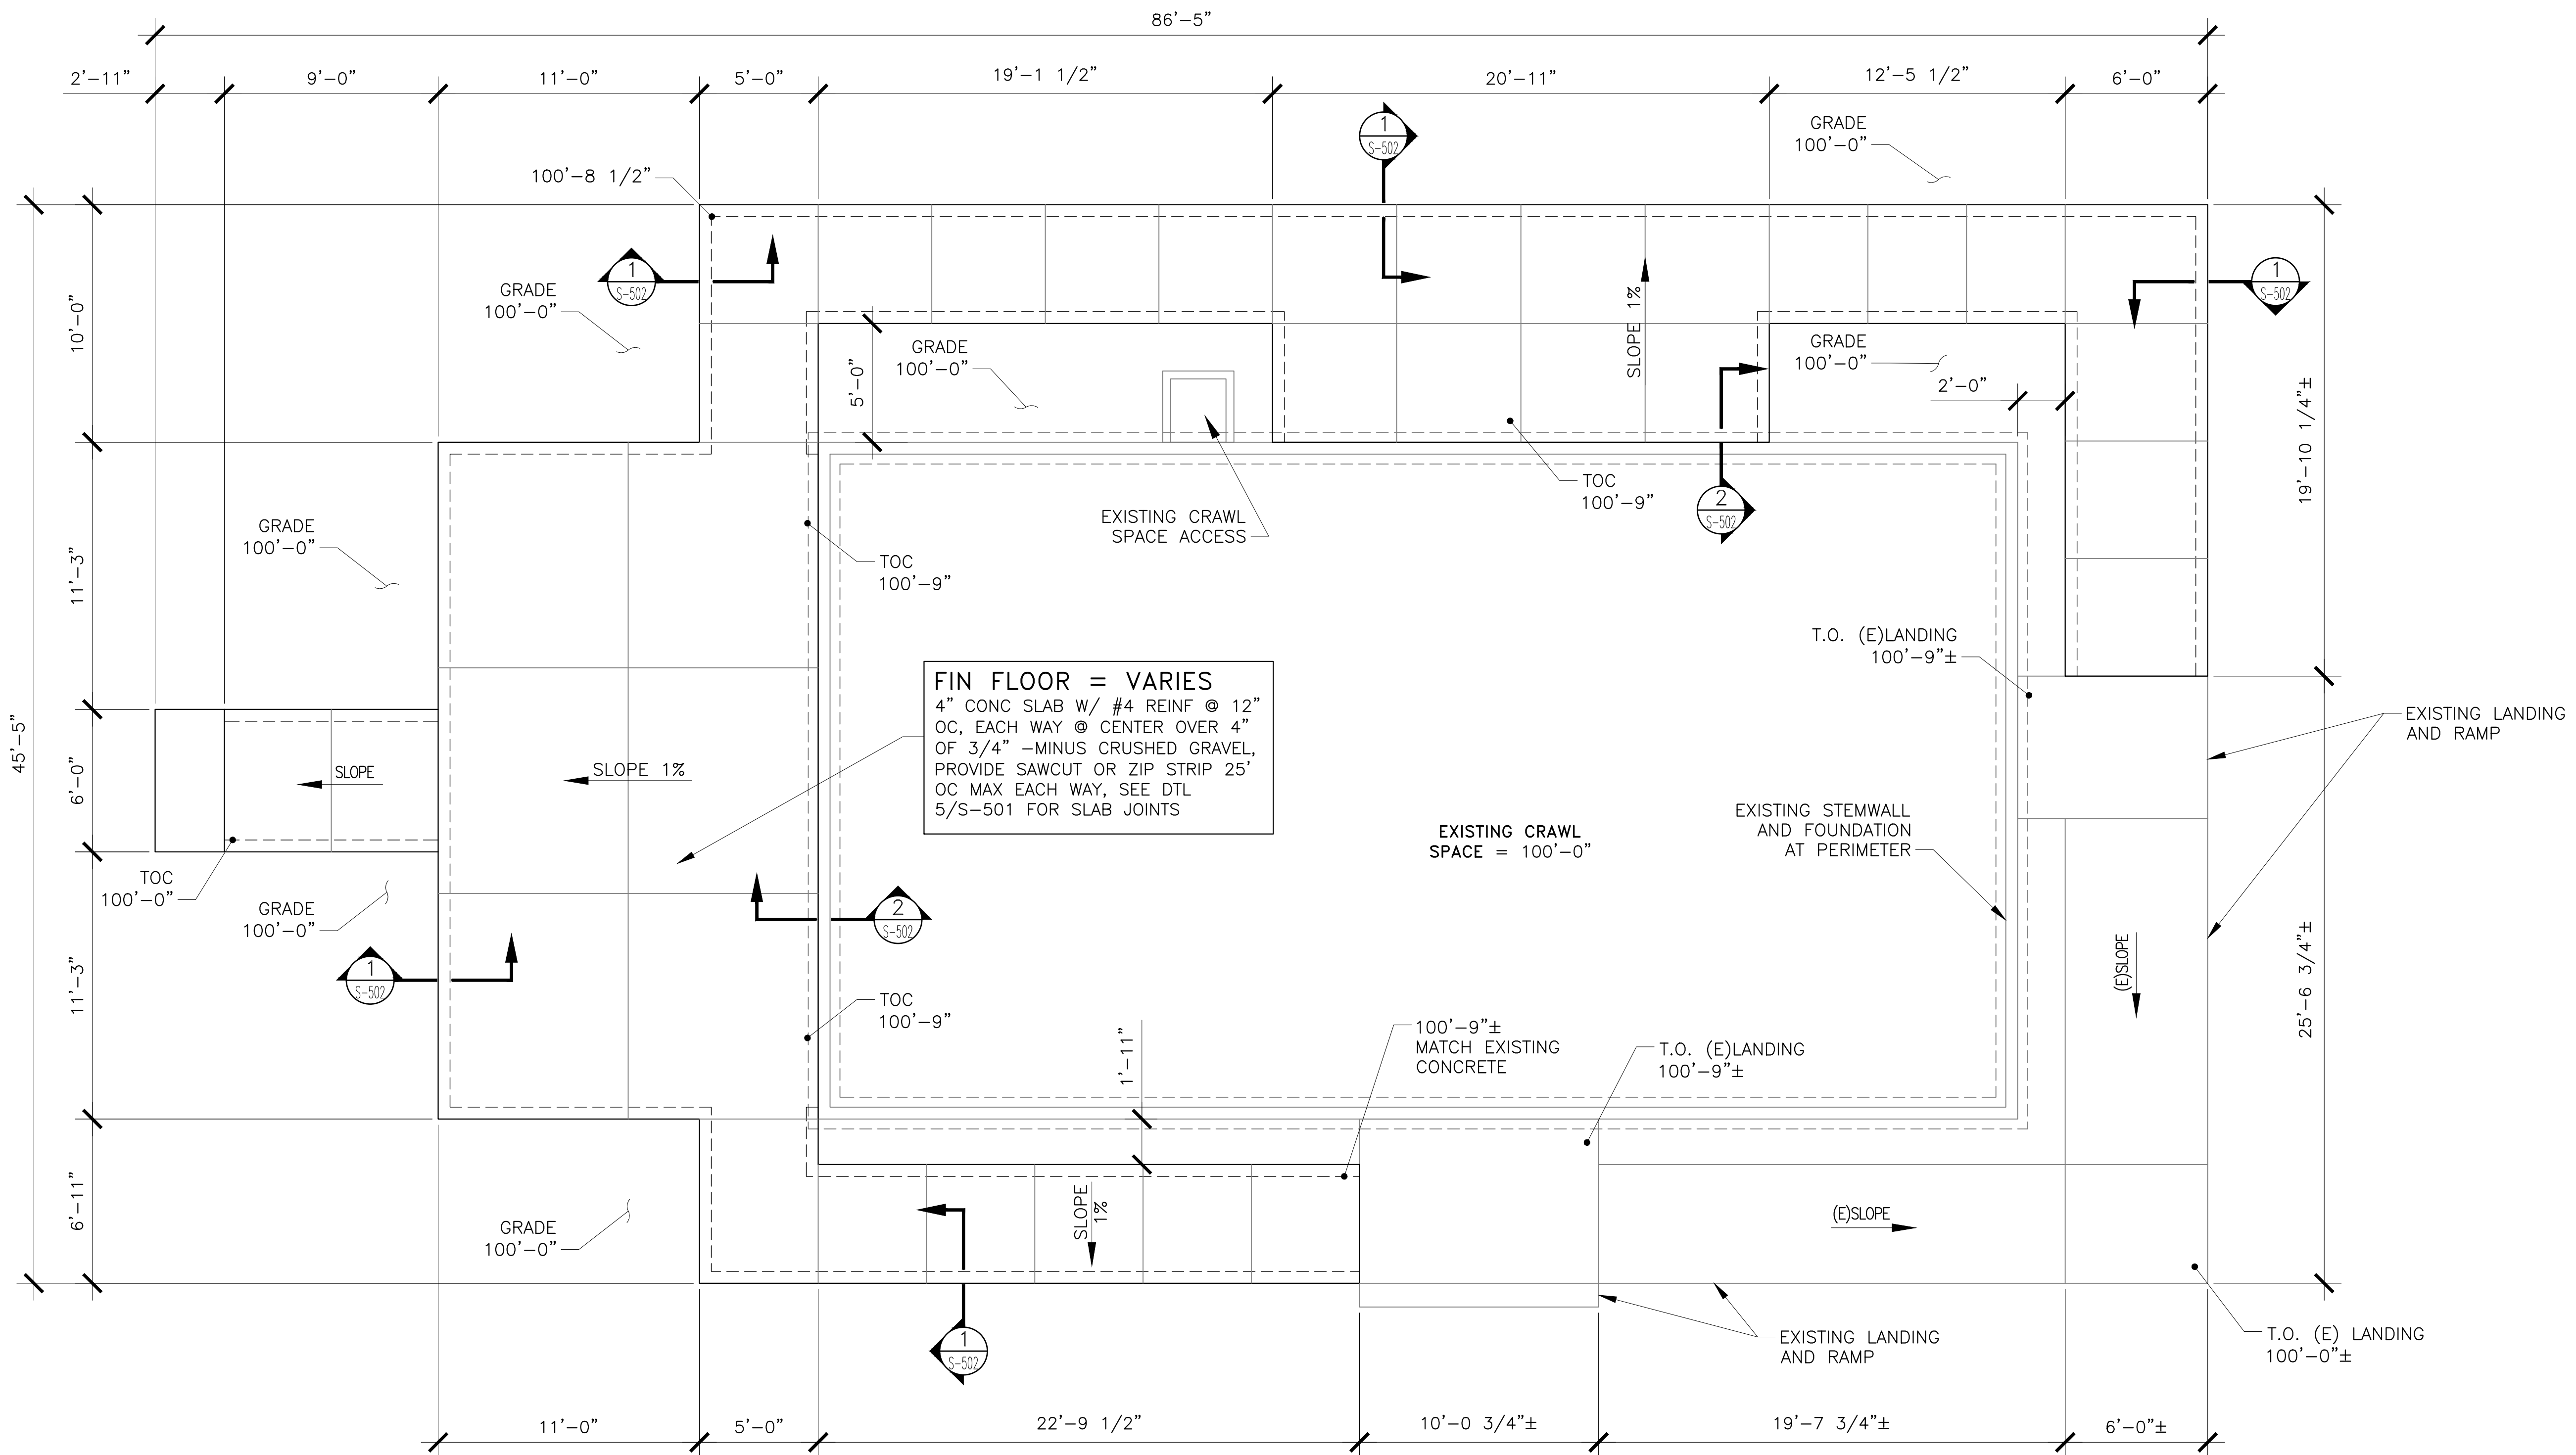 86'-5"
2'-11"
9'-0"
11'-0"
5'-0"
19'-1 1/2"
20'-11"
12'-5 1/2"
6'-0"
1
S-502
GRADE
100'-0"
100'-8 1/2"
1
S-502
GRADE
100'-0"
1
S-502
10'-0"
SLOPE 1%
GRADE
100'-0"
GRADE
100'-0"
5'-0"
2'-0"
19'-10 1/4"±
TOC
100'-9"
2
S-502
EXISTING CRAWL
SPACE ACCESS
GRADE
100'-0"
11'-3"
TOC
100'-9"
T.O. (E)LANDING
100'-9"±
FIN FLOOR = VARIES
4" CONC SLAB W/ #4 REINF @ 12"
OC, EACH WAY @ CENTER OVER 4"
OF 3/4" -MINUS CRUSHED GRAVEL,
PROVIDE SAWCUT OR ZIP STRIP 25'
OC MAX EACH WAY, SEE DTL
5/S-501 FOR SLAB JOINTS
EXISTING LANDING
AND RAMP
45'-5"
6'-0"
SLOPE
SLOPE 1%
EXISTING CRAWL
SPACE = 100'-0"
EXISTING STEMWALL
AND FOUNDATION
AT PERIMETER
TOC
100'-0"
GRADE
100'-0"
2
S-502
1
S-502
11'-3"
(E)SLOPE
25'-6 3/4"±
TOC
100'-9"
1'-11"
100'-9"±
MATCH EXISTING
CONCRETE
T.O. (E)LANDING
100'-9"±
6'-11"
GRADE
100'-0"
SLOPE
1%
(E)SLOPE
1
S-502
EXISTING LANDING
AND RAMP
T.O. (E) LANDING
100'-0"±
11'-0"
5'-0"
22'-9 1/2"
10'-0 3/4"±
19'-7 3/4"±
6'-0"±